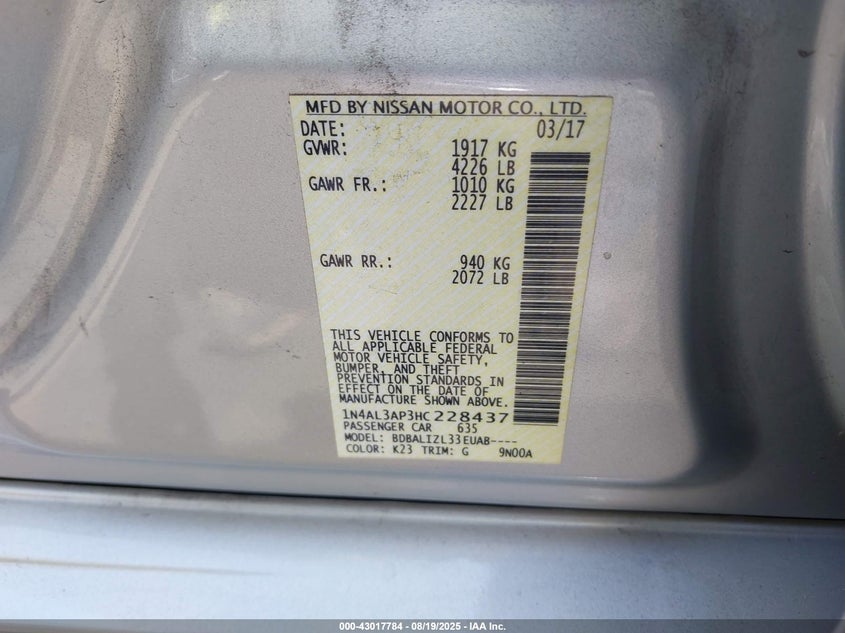 MFD BY NISSAN MOTOR CO., LTD.
DATE: 03/17
GVWR: 1917 KG
4226 LB
GAWR FR.: 1010 KG
2227 LB
GAWR RR.: 940 KG
2072 LB
THIS VEHICLE CONFORMS TO
ALL APPLICABLE FEDERAL
MOTOR VEHICLE SAFETY,
BUMPER, AND THEFT
PREVENTION STANDARDS IN
EFFECT ON THE DATE OF
MANUFACTURE SHOWN ABOVE.
1N4AL3AP3HC228437
PASSENGER CAR 635
MODEL: BDBALIZL33EUAB----
COLOR: K23 TRIM: G 9N00A
000-43017784 - 08/19/2025 - IAA Inc.